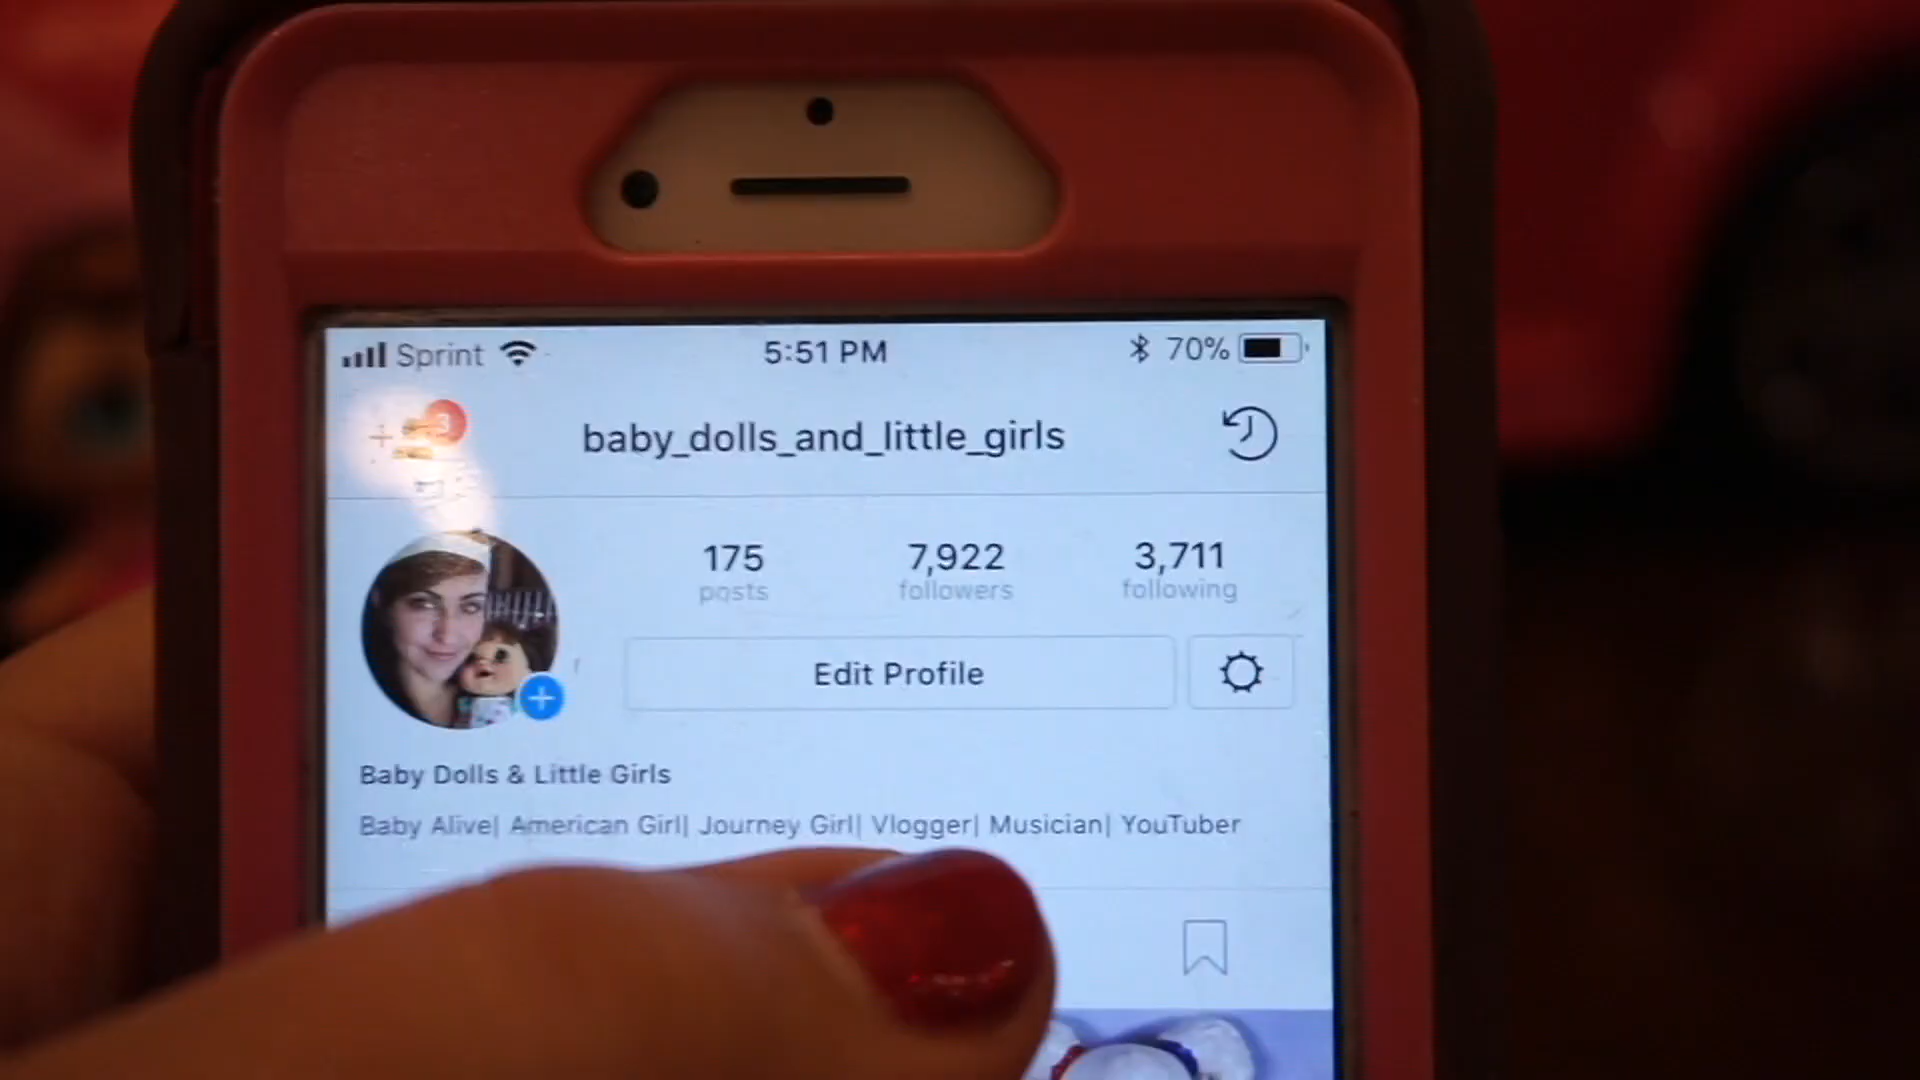 Sprint 5:51 PM 70%
3
baby_dolls_and_little_girls
175 7,922 3,711
posts followers following
Edit Profile
Baby Dolls & Little Girls
Baby Alive| American Girl| Journey Girl| Vlogger| Musician| YouTuber